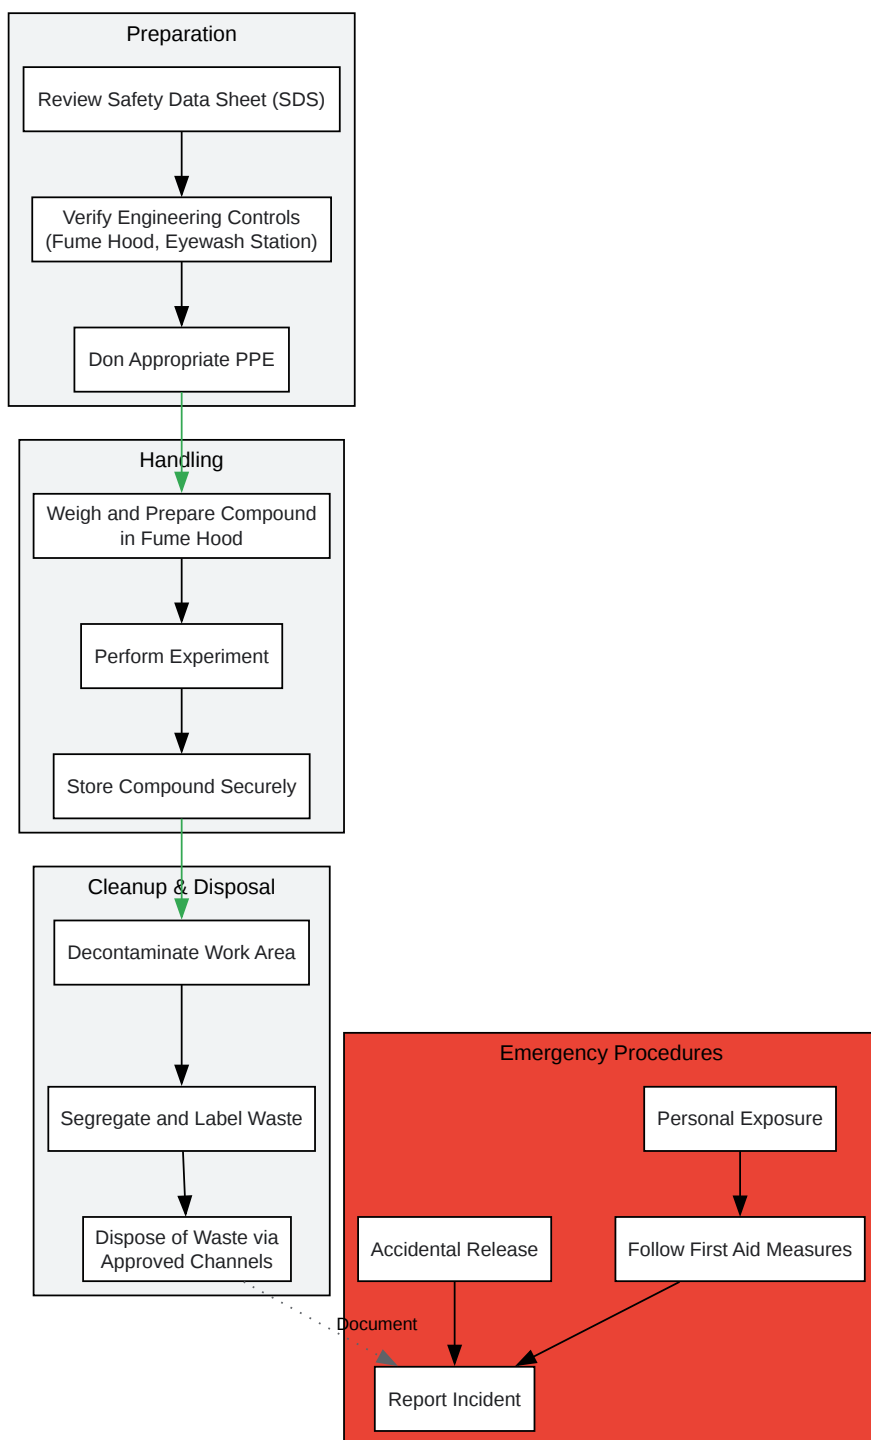 Preparation
Review Safety Data Sheet (SDS)
Verify Engineering Controls
(Fume Hood, Eyewash Station)
Don Appropriate PPE
Handling
Weigh and Prepare Compound
in Fume Hood
Perform Experiment
Store Compound Securely
Cleanup & Disposal
Decontaminate Work Area
Segregate and Label Waste
Dispose of Waste via
Approved Channels
Emergency Procedures
Personal Exposure
Accidental Release
Follow First Aid Measures
Document
Report Incident